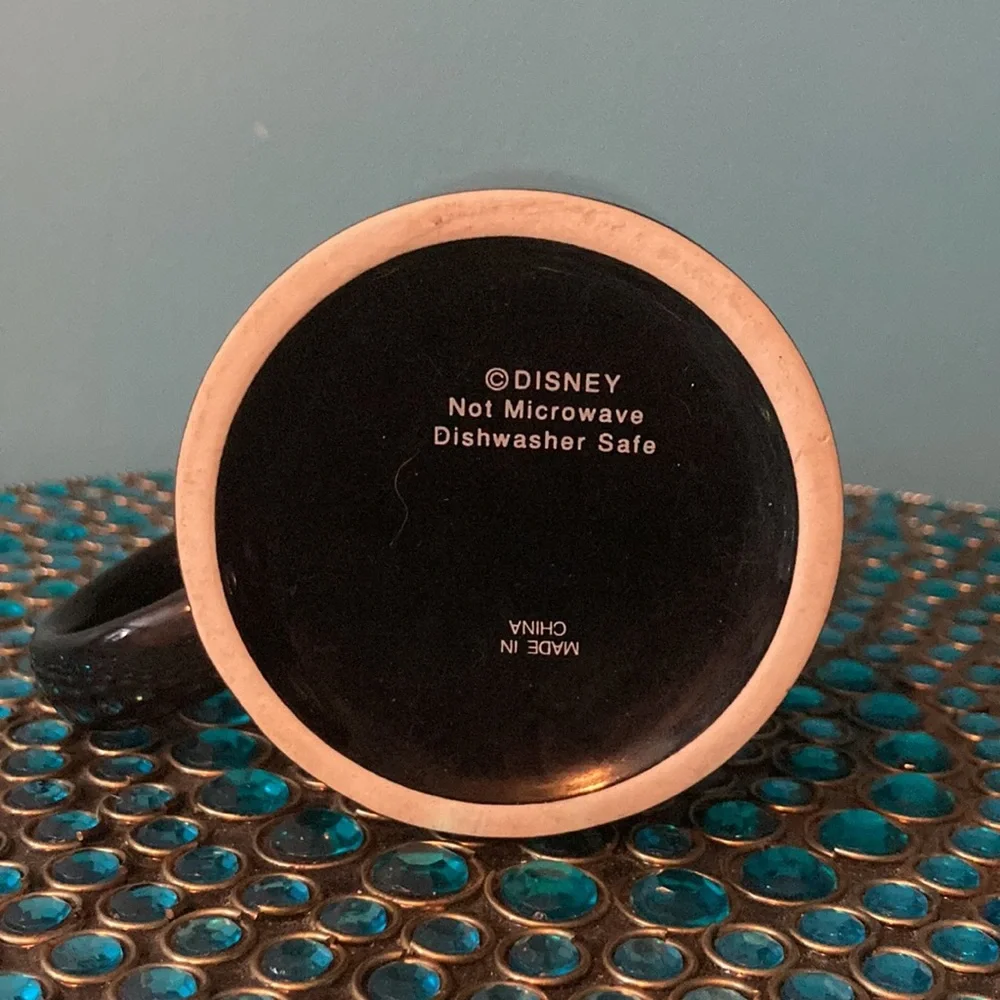 ©DISNEY
Not Microwave
Dishwasher Safe
MADE IN
CHINA